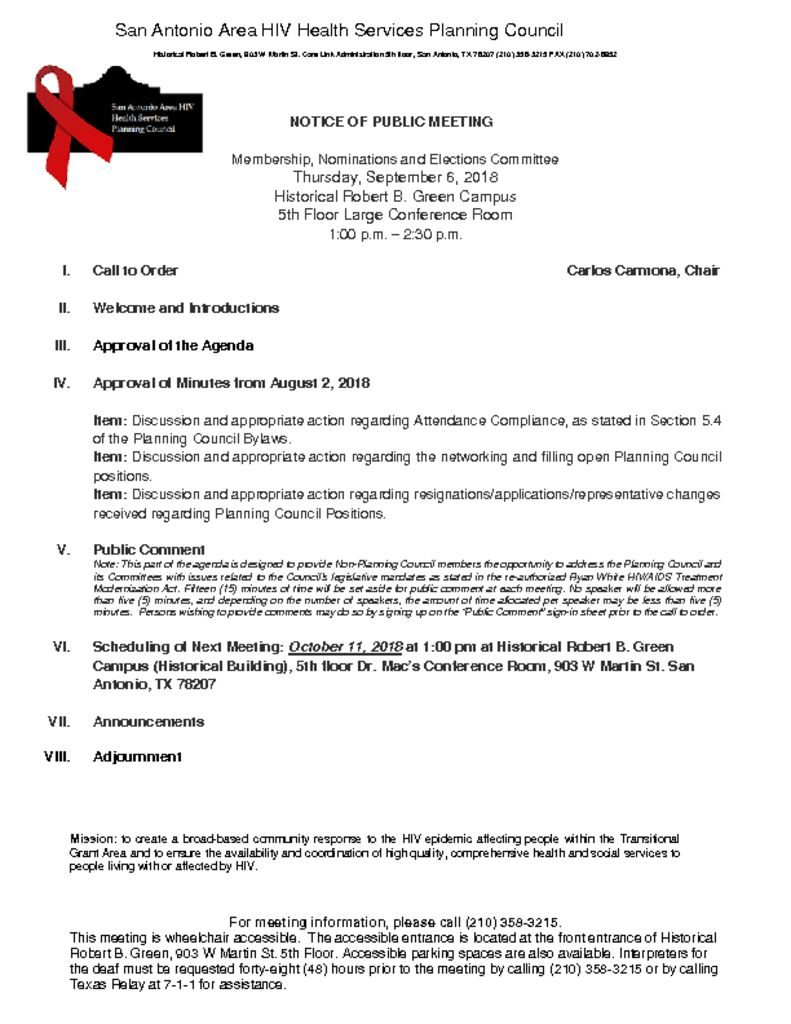 San Antonio Area HIV Health Services Planning Council
Historical Robert B. Green, 903 W Martin St. Care Link Administration 5th floor, San Antonio, TX 78207 (210) 358-3215 FAX (210) 702-6952
San Antonio Area HIV
Health Services
Planning Council
NOTICE OF PUBLIC MEETING
Membership, Nominations and Elections Committee
Thursday, September 6, 2018
Historical Robert B. Green Campus
5th Floor Large Conference Room
1:00 p.m. – 2:30 p.m.
I. Call to Order Carlos Carmona, Chair
II. Welcome and Introductions
III. Approval of the Agenda
IV. Approval of Minutes from August 2, 2018
Item: Discussion and appropriate action regarding Attendance Compliance, as stated in Section 5.4
of the Planning Council Bylaws.
Item: Discussion and appropriate action regarding the networking and filling open Planning Council
positions.
Item: Discussion and appropriate action regarding resignations/applications/representative changes
received regarding Planning Council Positions.
V. Public Comment
Note: This part of the agenda is designed to provide Non-Planning Council members the opportunity to address the Planning Council and
its Committees with issues related to the Council's legislative mandates as stated in the re-authorized Ryan White HIV/AIDS Treatment
Modernization Act. Fifteen (15) minutes of time will be set aside for public comment at each meeting. No speaker will be allowed more
than five (5) minutes, and depending on the number of speakers, the amount of time allocated per speaker may be less than five (5)
minutes. Persons wishing to provide comments may do so by signing up on the "Public Comment" sign-in sheet prior to the call to order.
VI. Scheduling of Next Meeting: October 11, 2018 at 1:00 pm at Historical Robert B. Green
Campus (Historical Building), 5th floor Dr. Mac's Conference Room, 903 W Martin St. San
Antonio, TX 78207
VII. Announcements
VIII. Adjournment
Mission: to create a broad-based community response to the HIV epidemic affecting people within the Transitional
Grant Area and to ensure the availability and coordination of high quality, comprehensive health and social services to
people living with or affected by HIV.
For meeting information, please call (210) 358-3215.
This meeting is wheelchair accessible. The accessible entrance is located at the front entrance of Historical
Robert B. Green, 903 W Martin St. 5th Floor. Accessible parking spaces are also available. Interpreters for
the deaf must be requested forty-eight (48) hours prior to the meeting by calling (210) 358-3215 or by calling
Texas Relay at 7-1-1 for assistance.